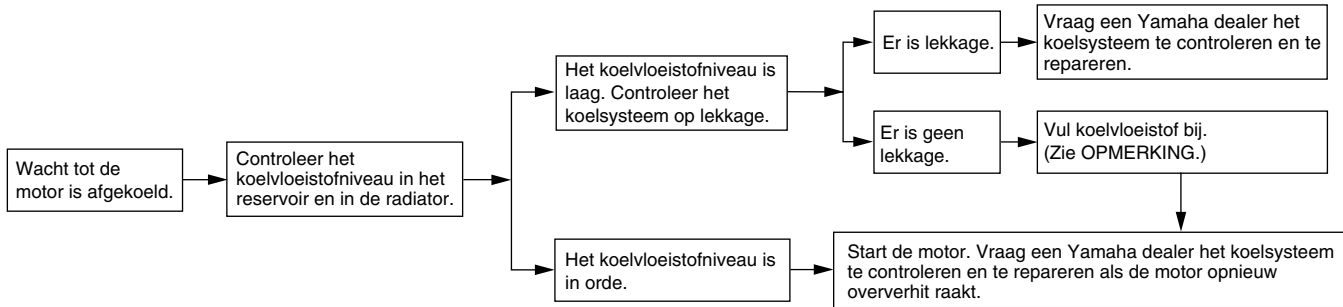 Wacht tot de
motor is afgekoeld.
Controleer het
koelvloeistofniveau in het
reservoir en in de radiator.
Het koelvloeistofniveau is
laag. Controleer het
koelsysteem op lekkage.
Er is lekkage.
Vraag een Yamaha dealer het
koelsysteem te controleren en te
repareren.
Er is geen
lekkage.
Vul koelvloeistof bij.
(Zie OPMERKING.)
Het koelvloeistofniveau is
in orde.
Start de motor. Vraag een Yamaha dealer het koelsysteem
te controleren en te repareren als de motor opnieuw
oververhit raakt.